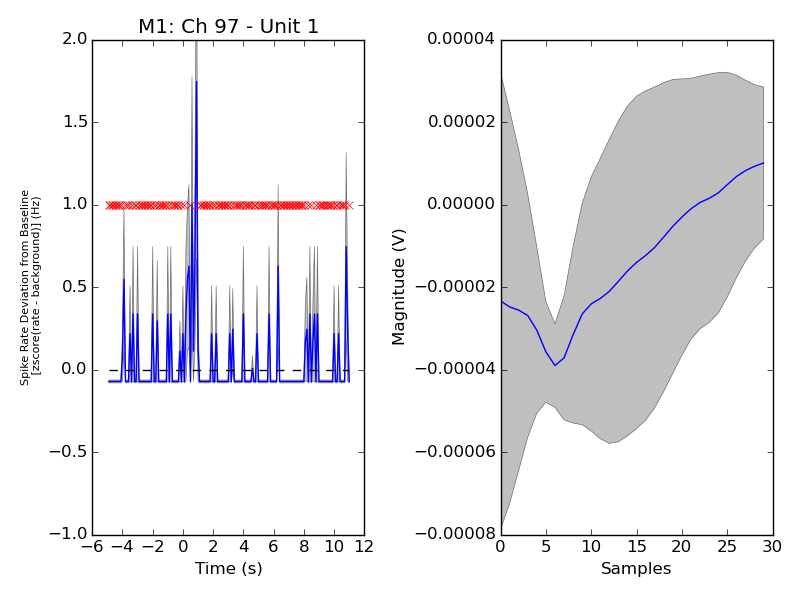 M1: Ch 97 - Unit 1
2.0
1.5
1.0
0.5
0.0
−0.5
−1.0
−6 −4 −2 0 2 4 6 8 10 12
Time (s)
Spike Rate Deviation from Baseline
[zscore(rate - background)] (Hz)
0.00004
0.00002
0.00000
−0.00002
−0.00004
−0.00006
−0.00008
0 5 10 15 20 25 30
Samples
Magnitude (V)